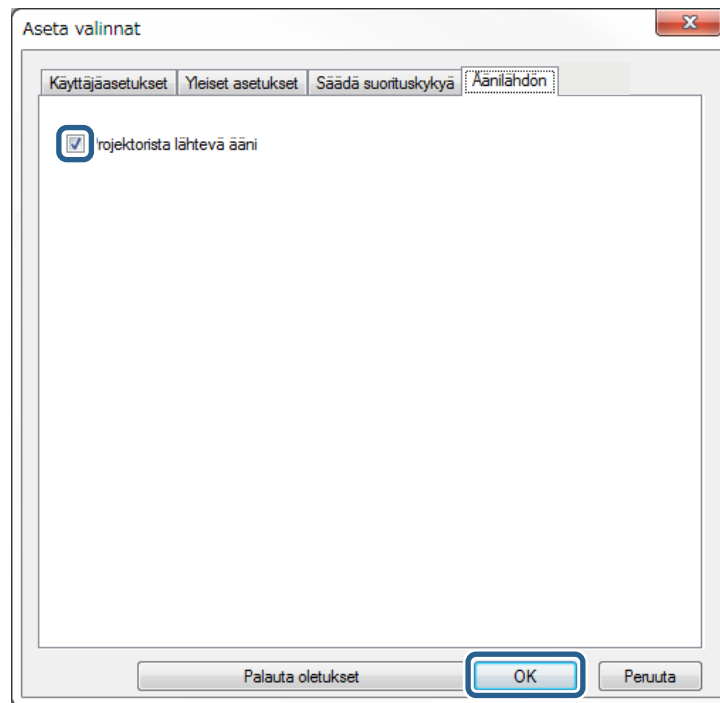 Aseta valinnat
Käyttäjäasetukset Yleiset asetukset Säädä suorituskykyä Äänilähdön
rojektorista lähtevä ääni
Palauta oletukset OK Peruuta